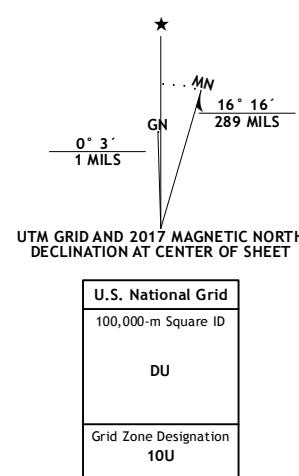 ★
MN
16° 16´
289 MILS
GN
0° 3´
1 MILS
UTM GRID AND 2017 MAGNETIC NORTH
DECLINATION AT CENTER OF SHEET
U.S. National Grid
100,000-m Square ID
DU
Grid Zone Designation
10U